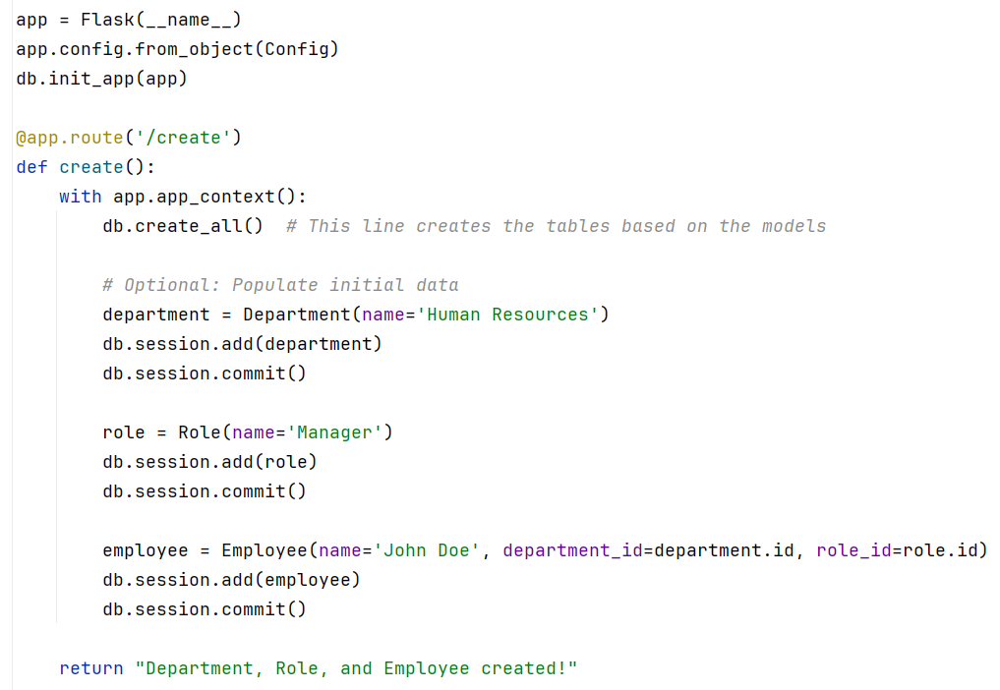 app = Flask(__name__)
app.config.from_object(Config)
db.init_app(app)

@app.route('/create')
def create():
    with app.app_context():
        db.create_all()  # This line creates the tables based on the models

        # Optional: Populate initial data
        department = Department(name='Human Resources')
        db.session.add(department)
        db.session.commit()

        role = Role(name='Manager')
        db.session.add(role)
        db.session.commit()

        employee = Employee(name='John Doe', department_id=department.id, role_id=role.id)
        db.session.add(employee)
        db.session.commit()

    return "Department, Role, and Employee created!"